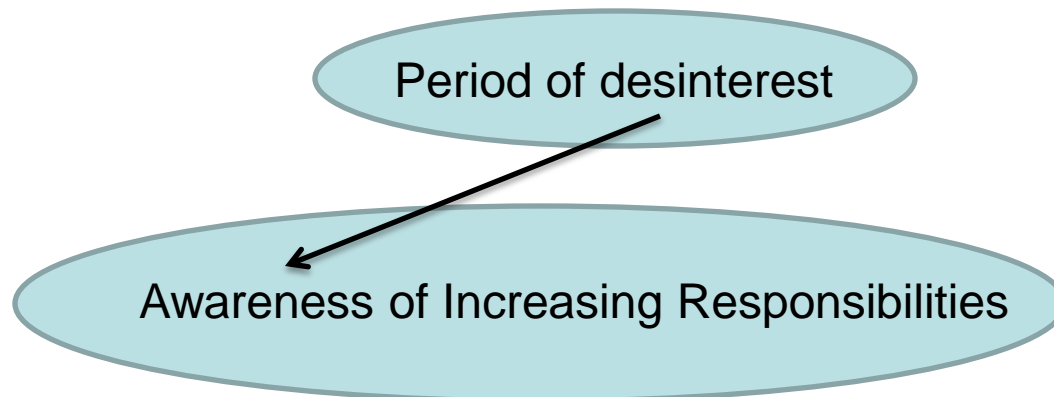 Period of desinterest
Awareness of Increasing Responsibilities